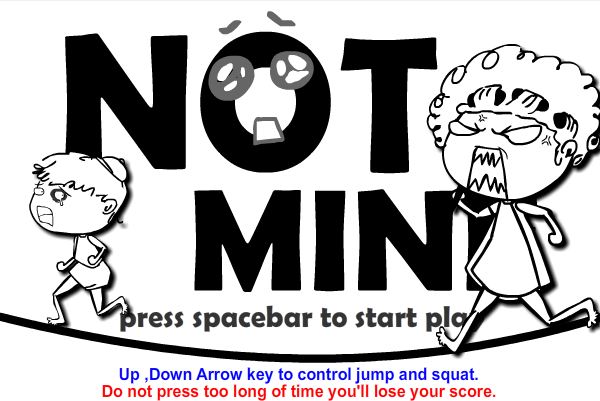 NOT
MINI
press spacebar to start pla
Up ,Down Arrow key to control jump and squat.
Do not press too long of time you'll lose your score.